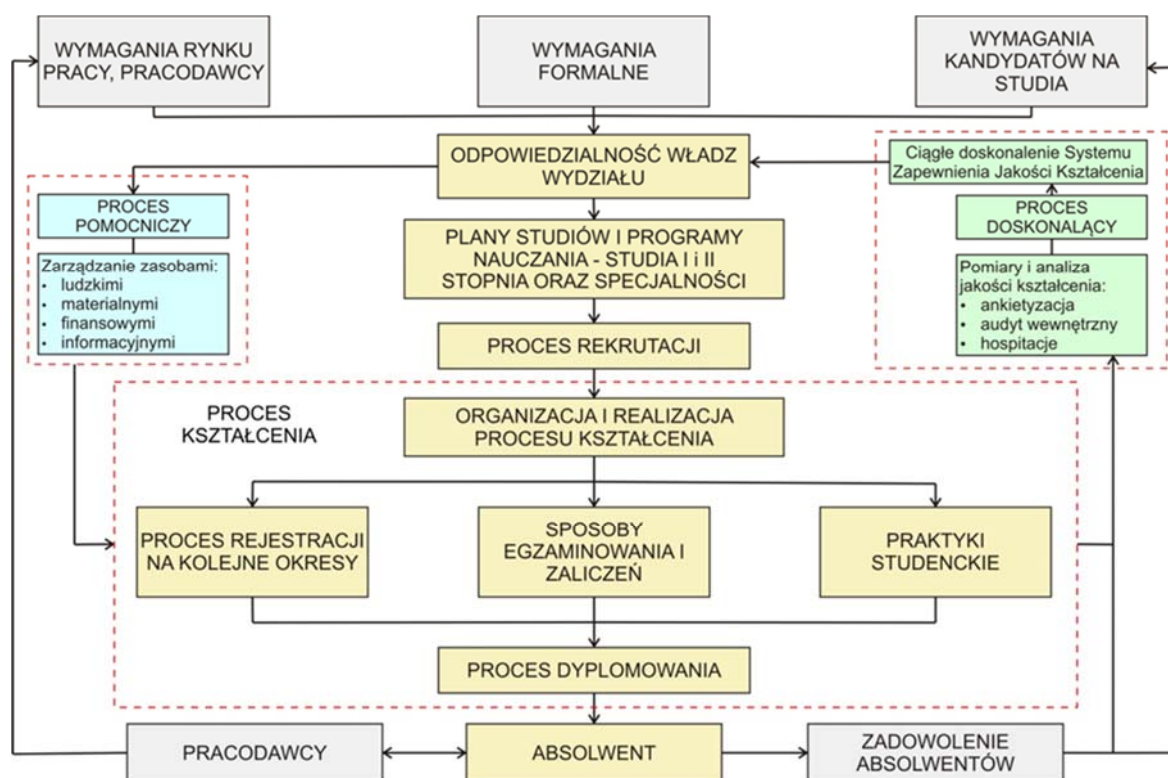 WYMAGANIA RYNKU
PRACY, PRACODAWCY
WYMAGANIA
FORMALNE
WYMAGANIA
KANDYDATÓW NA
STUDIA
ODPOWIEDZIALNOŚĆ WŁADZ
WYDZIAŁU
Ciągłe doskonalenie Systemu
Zapewnienia Jakości Kształcenia
PROCES
POMOCNICZY
PROCES
DOSKONALĄCY
PLANY STUDIÓW I PROGRAMY
NAUCZANIA - STUDIA I i II
STOPNIA ORAZ SPECJALNOŚCI
Zarządzanie zasobami:
• ludzkimi
• materialnymi
• finansowymi
• informacyjnymi
Pomiary i analiza
jakości kształcenia:
• ankietyzacja
• audyt wewnętrzny
• hospitacje
PROCES REKRUTACJI
PROCES
KSZTAŁCENIA
ORGANIZACJA I REALIZACJA
PROCESU KSZTAŁCENIA
PROCES REJESTRACJI
NA KOLEJNE OKRESY
SPOSOBY
EGZAMINOWANIA I
ZALICZEŃ
PRAKTYKI
STUDENCKIE
PROCES DYPLOMOWANIA
PRACODAWCY
ABSOLWENT
ZADOWOLENIE
ABSOLWENTÓW